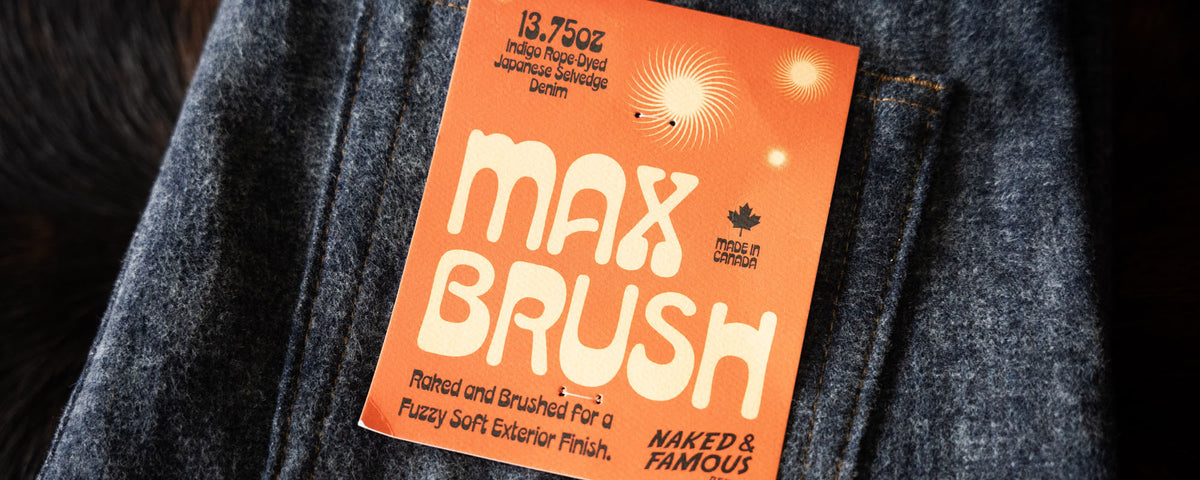 13.75oz
Indigo Rope-Dyed
Japanese Selvedge
Denim
MAX
BRUSH
MADE IN
CANADA
Raked and Brushed for a
Fuzzy Soft Exterior Finish.
NAKED &
FAMOUS